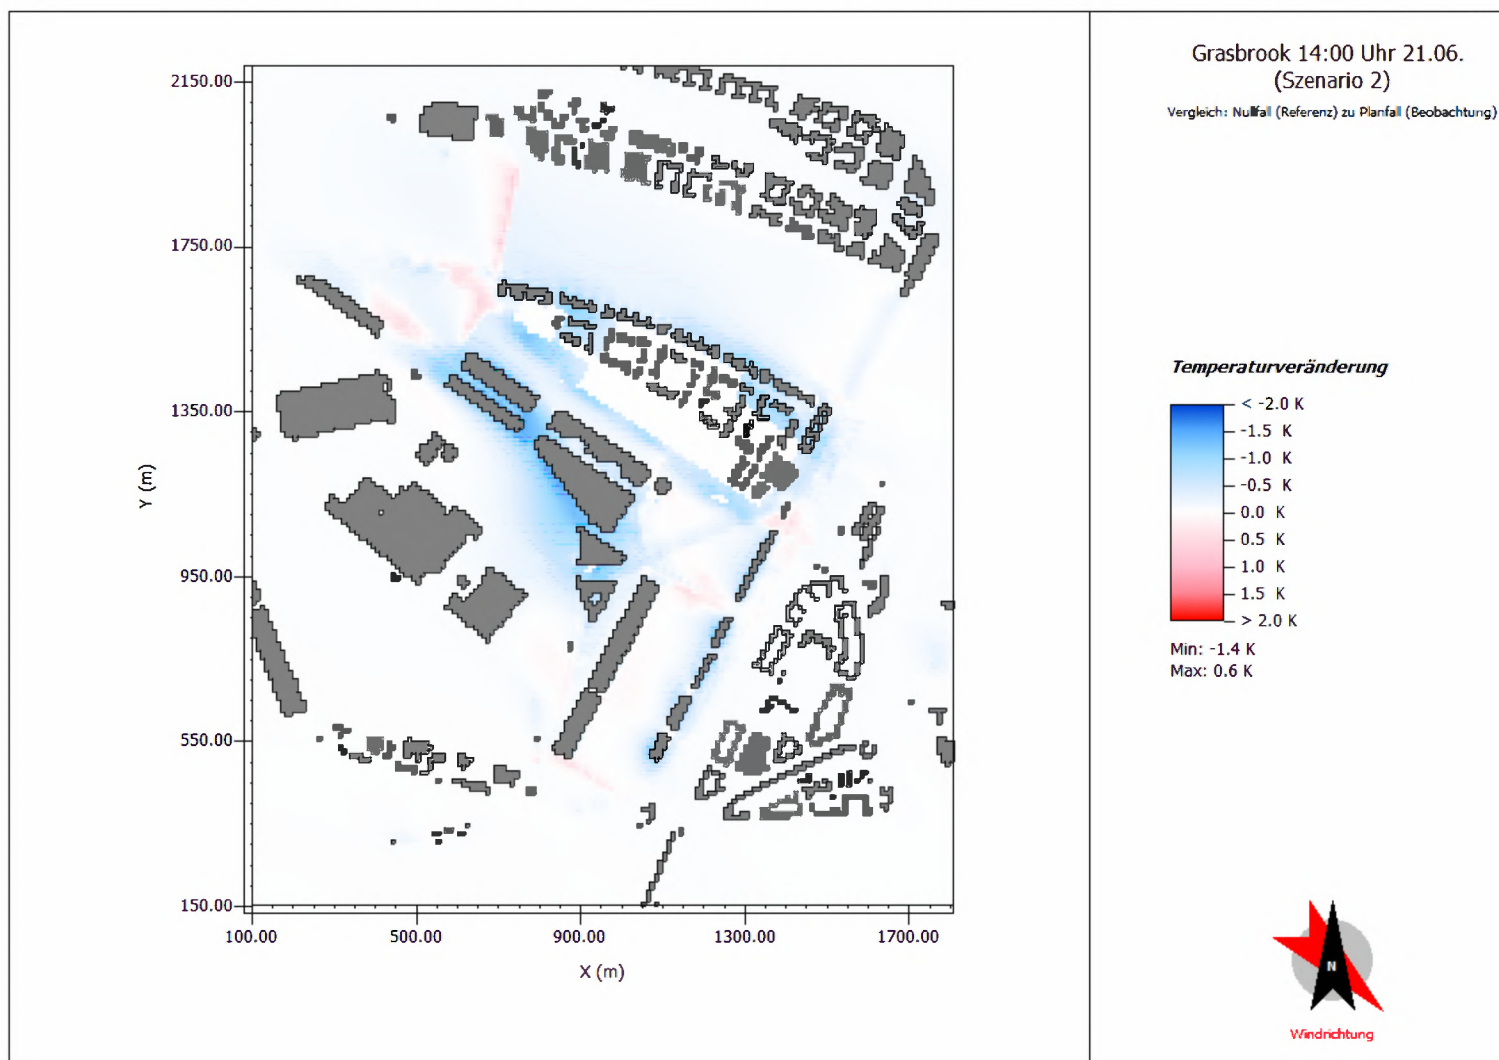 Grasbrook 14:00 Uhr 21.06.
(Szenario 2)
Vergleich: Nullfall (Referenz) zu Planfall (Beobachtung)
2150.00
1750.00
1350.00
950.00
550.00
150.00
Y (m)
100.00 500.00 900.00 1300.00 1700.00
X (m)
Temperaturveränderung
< -2.0 K
-1.5 K
-1.0 K
-0.5 K
0.0 K
0.5 K
1.0 K
1.5 K
> 2.0 K
Min: -1.4 K
Max: 0.6 K
N
Windrichtung